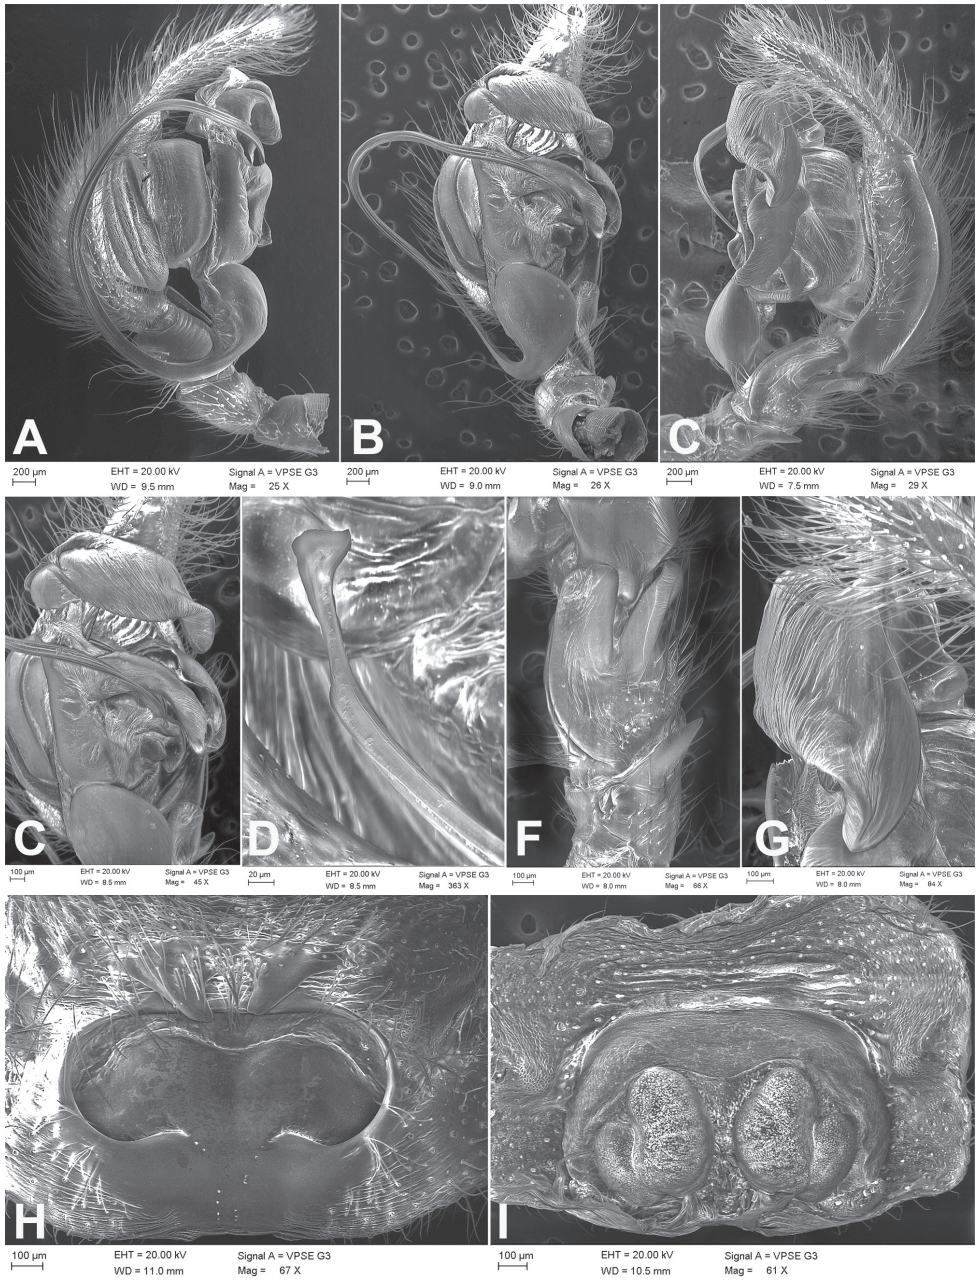 A
B
C
200 µm EHT = 20.00 kV Signal A = VPSE G3
WD = 9.5 mm Mag = 25 X
200 µm EHT = 20.00 kV Signal A = VPSE G3
WD = 9.0 mm Mag = 26 X
200 µm EHT = 20.00 kV Signal A = VPSE G3
WD = 7.5 mm Mag = 29 X
C
D
F
G
100 µm EHT = 20.00 kV Signal A = VPSE G3
WD = 8.5 mm Mag = 45 X
20 µm EHT = 20.00 kV Signal A = VPSE G3
WD = 8.5 mm Mag = 363 X
100 µm EHT = 20.00 kV Signal A = VPSE G3
WD = 8.0 mm Mag = 66 X
100 µm EHT = 20.00 kV Signal A = VPSE G3
WD = 8.0 mm Mag = 84 X
H
I
100 µm EHT = 20.00 kV Signal A = VPSE G3
WD = 11.0 mm Mag = 67 X
100 µm EHT = 20.00 kV Signal A = VPSE G3
WD = 10.5 mm Mag = 61 X